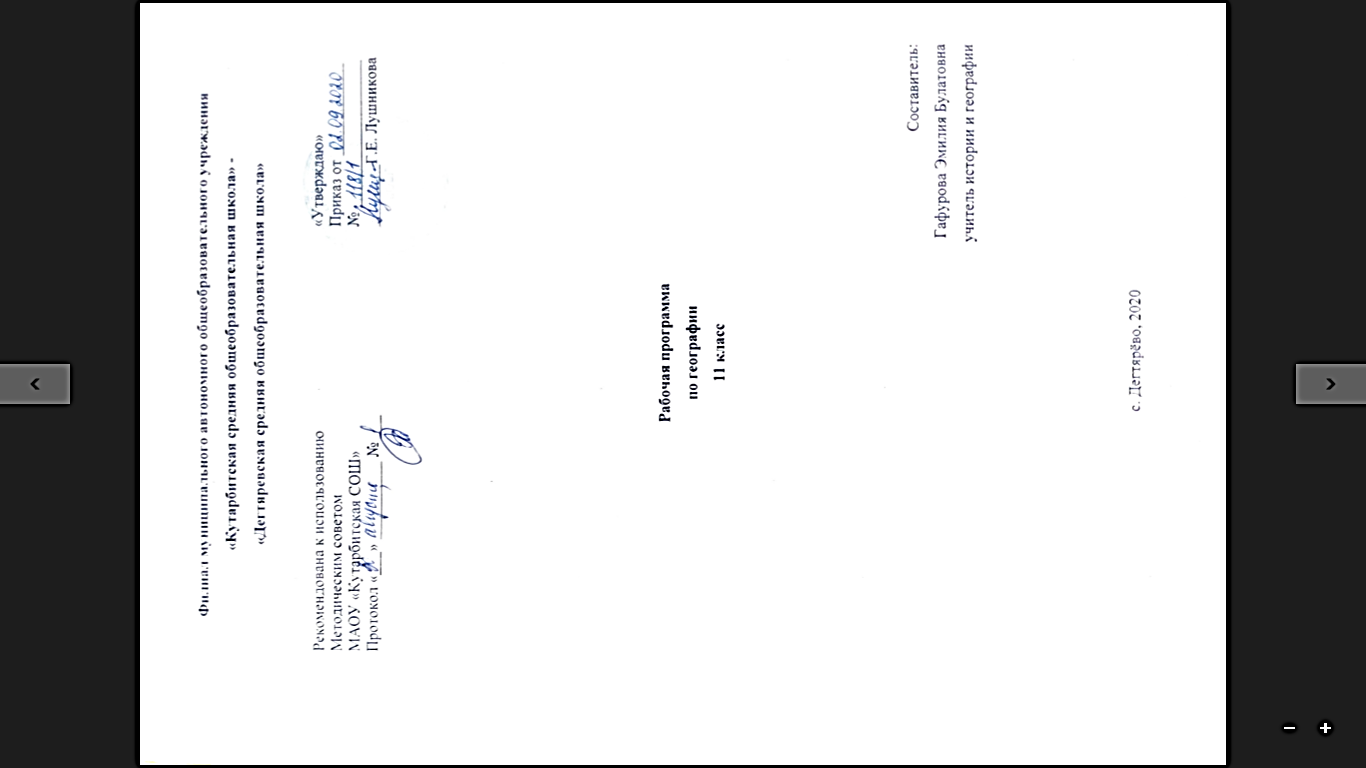 Филиал муниципального автономного общеобразовательного учреждения
«Кутарбитская средняя общеобразовательная школа» -
«Дегтяревская средняя общеобразовательная школа»
Рекомендована к использованию
Методическим советом
МАОУ «Кутарбитская СОШ»
Протокол « » августа №
«Утверждаю»
Приказ от 02.09.2020
№ 118/1
Г.Е. Лушникова
Рабочая программа
по географии
11 класс
Составитель:
Гафурова Эмилия Булатовна
учитель истории и географии
с. Дегтярёво, 2020